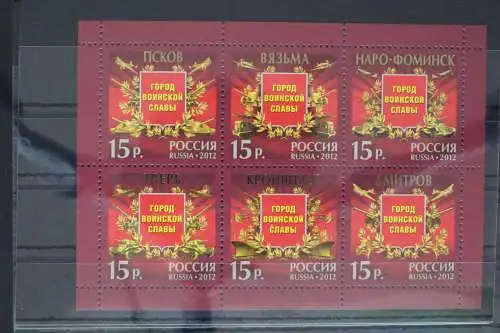 ПСКОВ
ГОРОД
ВОИНСКОЙ
СЛАВЫ
15 р.
РОССИЯ
RUSSIA • 2012
ВЯЗЬМА
ГОРОД
ВОИНСКОЙ
СЛАВЫ
15 р.
РОССИЯ
RUSSIA • 2012
НАРО-ФОМИНСК
ГОРОД
ВОИНСКОЙ
СЛАВЫ
15 р.
РОССИЯ
RUSSIA • 2012
ТВЕРЬ
ГОРОД
ВОИНСКОЙ
СЛАВЫ
15 р.
РОССИЯ
RUSSIA • 2012
ГОРОД
ВОИНСКОЙ
СЛАВЫ
15 р.
РОССИЯ
RUSSIA • 2012
ДМИТРОВ
ГОРОД
ВОИНСКОЙ
СЛАВЫ
15 р.
РОССИЯ
RUSSIA • 2012